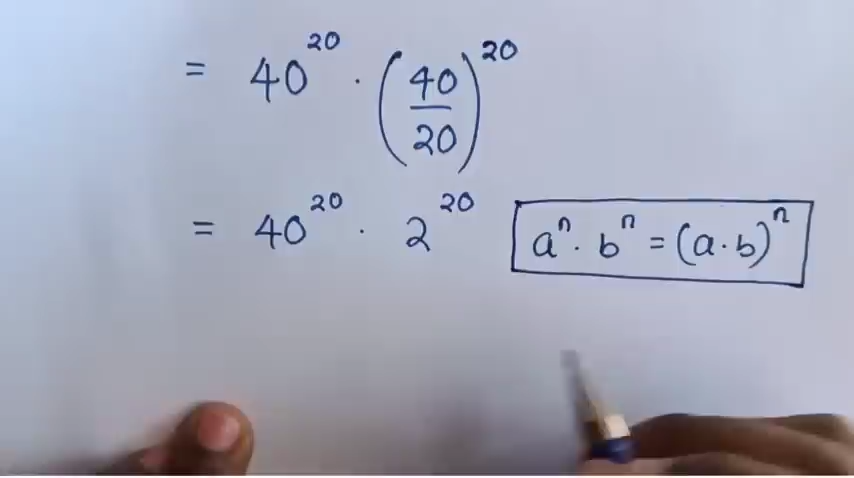 = 40^20 · (40/20)^20
= 40^20 · 2^20
a^n · b^n = (a·b)^n